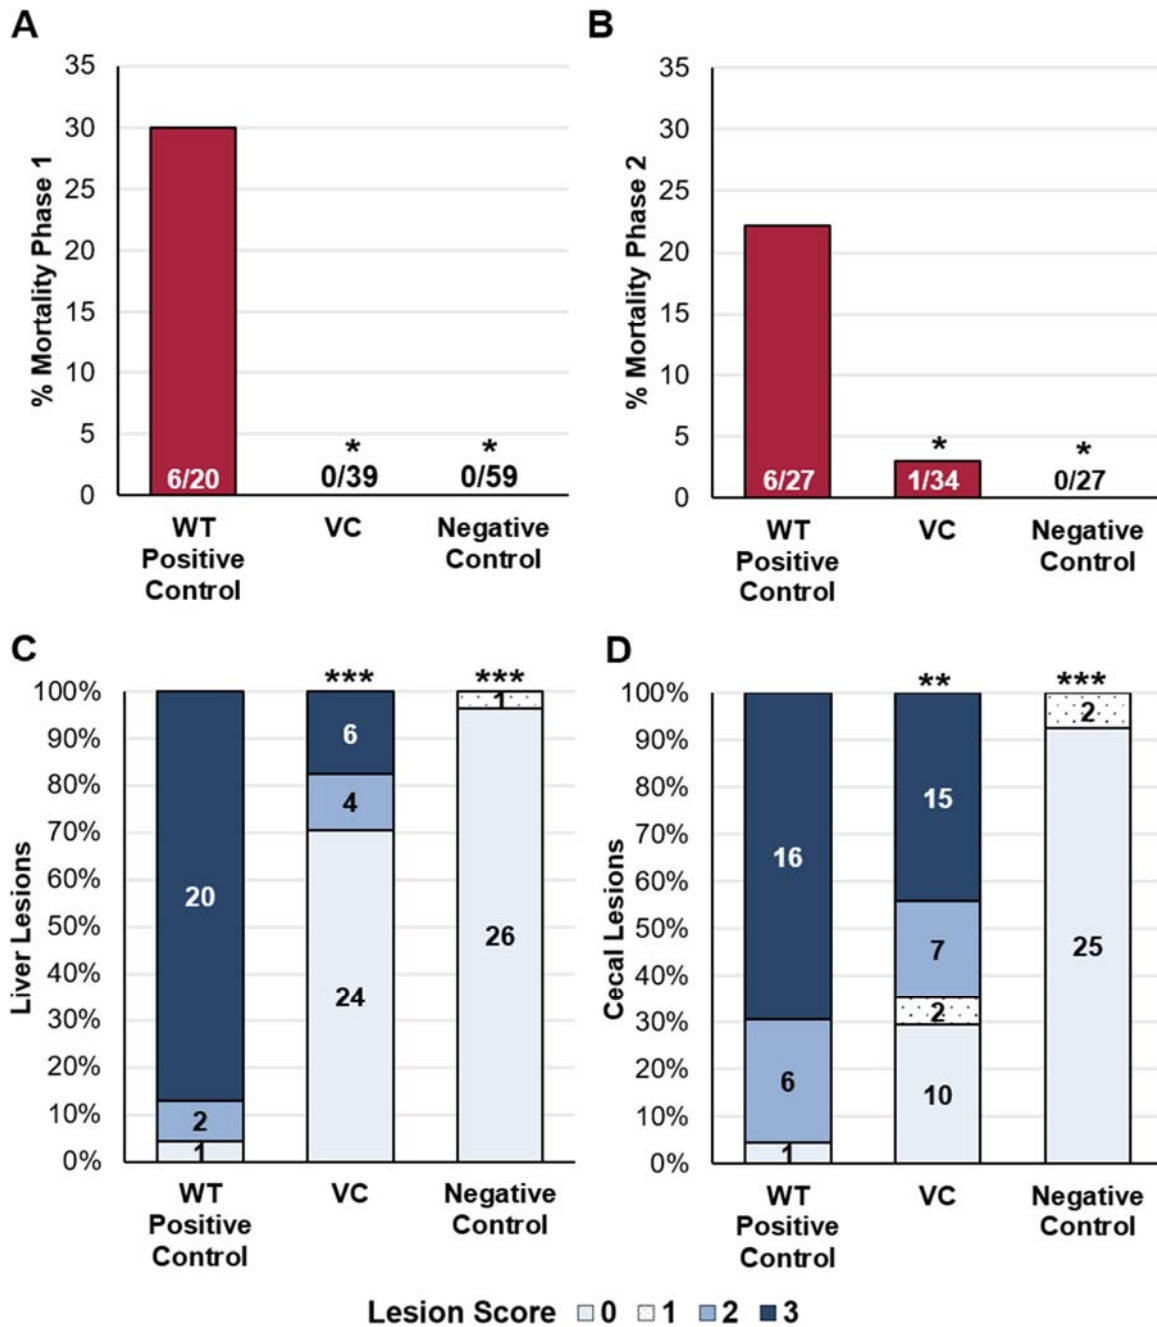 A
% Mortality Phase 1
35
30
25
20
15
10
5
0
6/20
*
0/39
*
0/59
WT
Positive
Control
VC
Negative
Control
B
% Mortality Phase 2
35
30
25
20
15
10
5
0
6/27
*
1/34
*
0/27
WT
Positive
Control
VC
Negative
Control
C
Liver Lesions
100%
90%
80%
70%
60%
50%
40%
30%
20%
10%
0%
20
2
1
***
6
4
24
***
1
26
WT
Positive
Control
VC
Negative
Control
D
Cecal Lesions
100%
90%
80%
70%
60%
50%
40%
30%
20%
10%
0%
16
6
1
**
15
7
2
10
***
2
25
WT
Positive
Control
VC
Negative
Control
Lesion Score 0 1 2 3